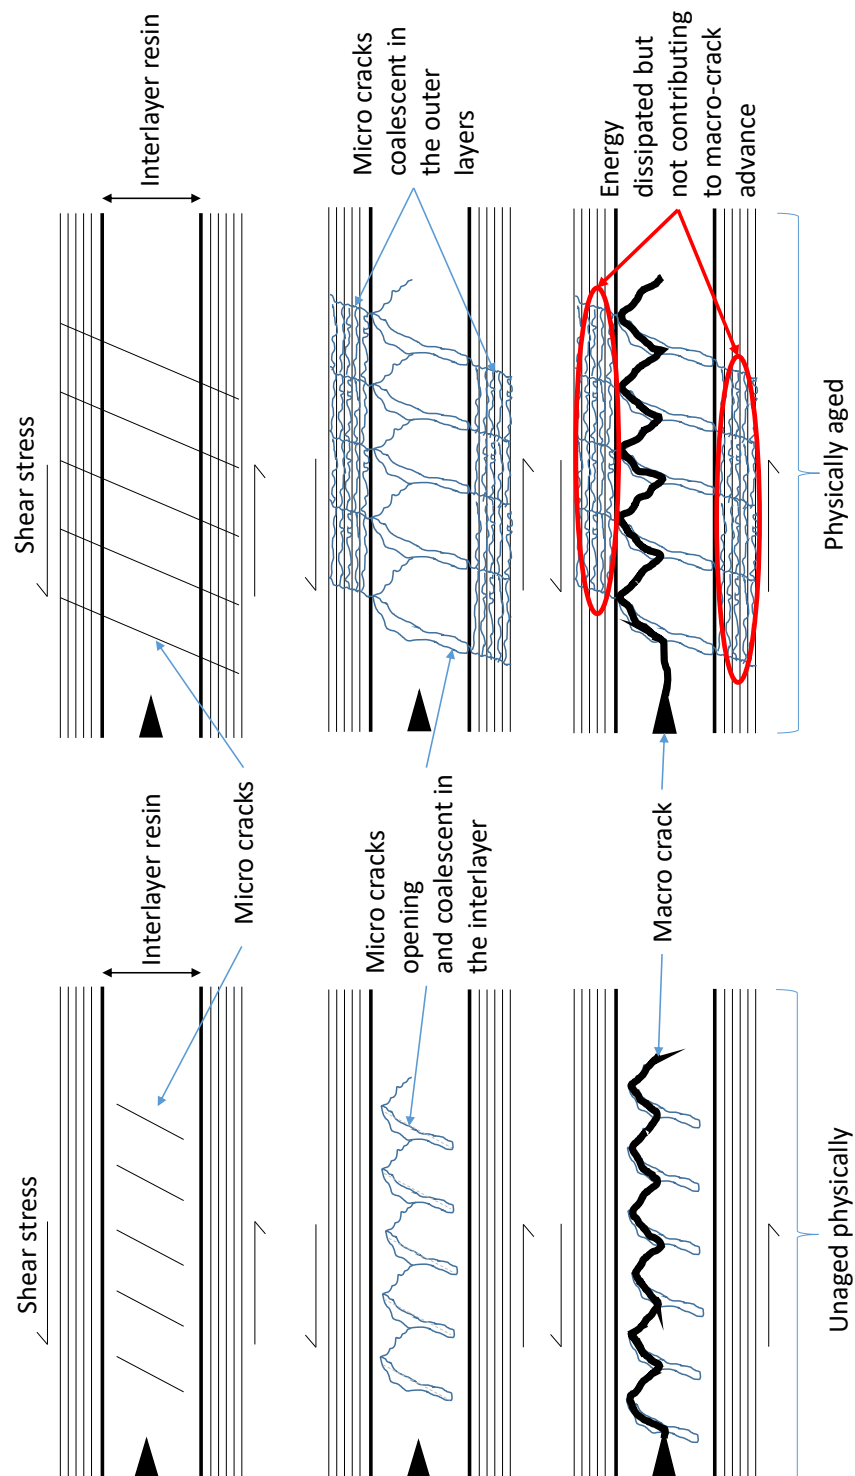 Shear stress
Interlayer resin
Micro cracks
Shear stress
Interlayer resin
Micro cracks
opening
and coalescent in
the interlayer
Micro cracks
coalescent in
the outer
layers
Macro crack
Energy
dissipated but
not contributing
to macro-crack
advance
Unaged physically
Physically aged